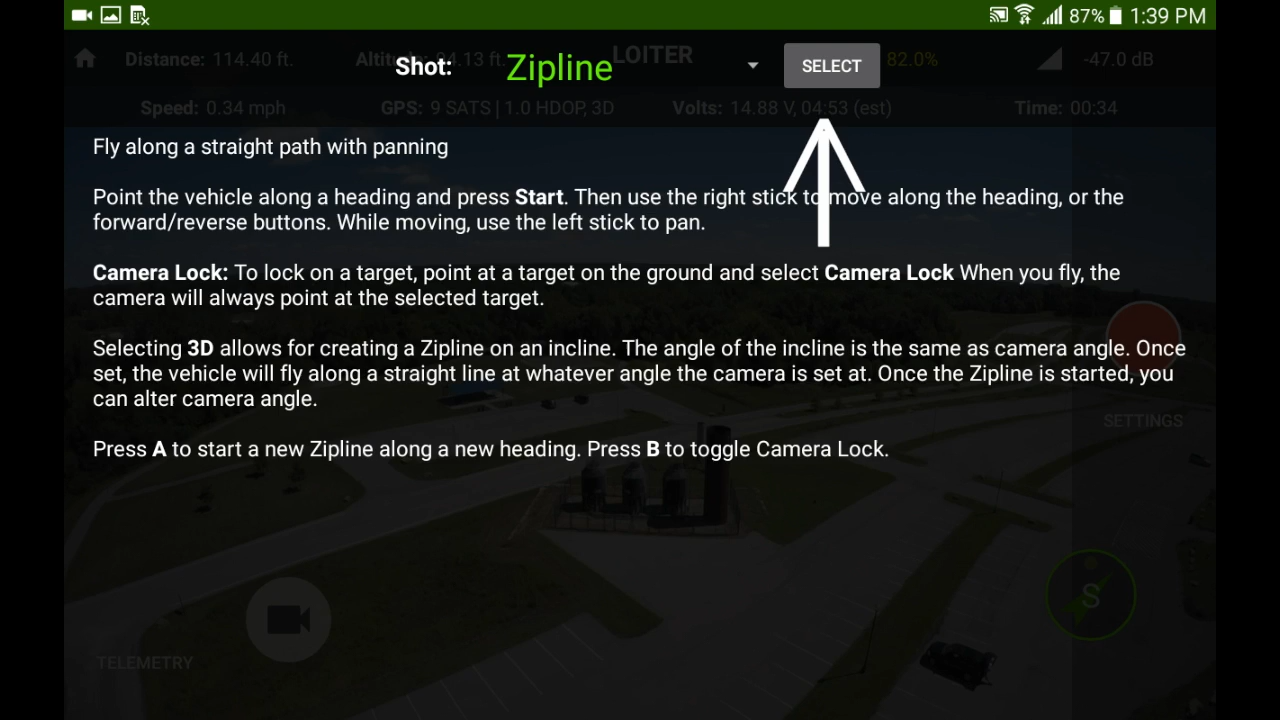 87% 1:39 PM
Distance: 114.40 ft. LOITER 82.0% -47.0 dB
Shot: Zipline SELECT
Speed: 0.34 mph GPS: 9 SATS | 1.0 HDOP, 3D Volts: 14.88 V, 04:53 (est) Time: 00:34
Fly along a straight path with panning
Point the vehicle along a heading and press Start. Then use the right stick to move along the heading, or the
forward/reverse buttons. While moving, use the left stick to pan.
Camera Lock: To lock on a target, point at a target on the ground and select Camera Lock When you fly, the
camera will always point at the selected target.
Selecting 3D allows for creating a Zipline on an incline. The angle of the incline is the same as camera angle. Once
set, the vehicle will fly along a straight line at whatever angle the camera is set at. Once the Zipline is started, you
can alter camera angle.
SETTINGS
Press A to start a new Zipline along a new heading. Press B to toggle Camera Lock.
S
TELEMETRY